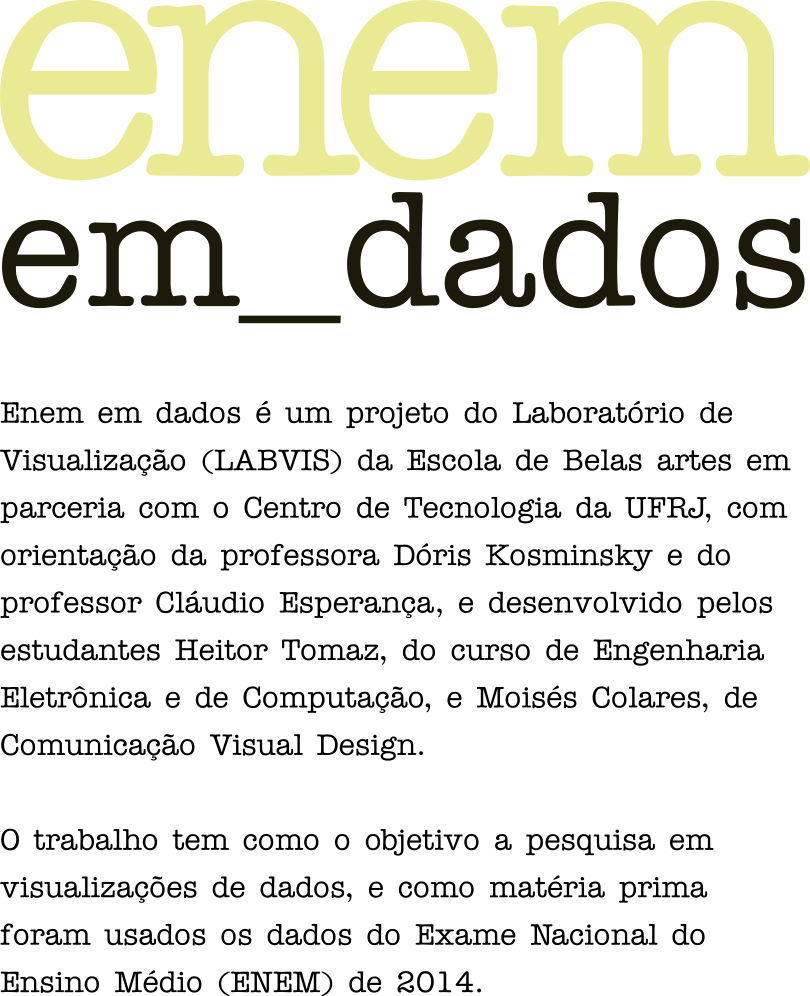 enem
em_dados
Enem em dados é um projeto do Laboratório de
Visualização (LABVIS) da Escola de Belas artes em
parceria com o Centro de Tecnologia da UFRJ, com
orientação da professora Dóris Kosminsky e do
professor Cláudio Esperança, e desenvolvido pelos
estudantes Heitor Tomaz, do curso de Engenharia
Eletrônica e de Computação, e Moisés Colares, de
Comunicação Visual Design.
O trabalho tem como o objetivo a pesquisa em
visualizações de dados, e como matéria prima
foram usados os dados do Exame Nacional do
Ensino Médio (ENEM) de 2014.